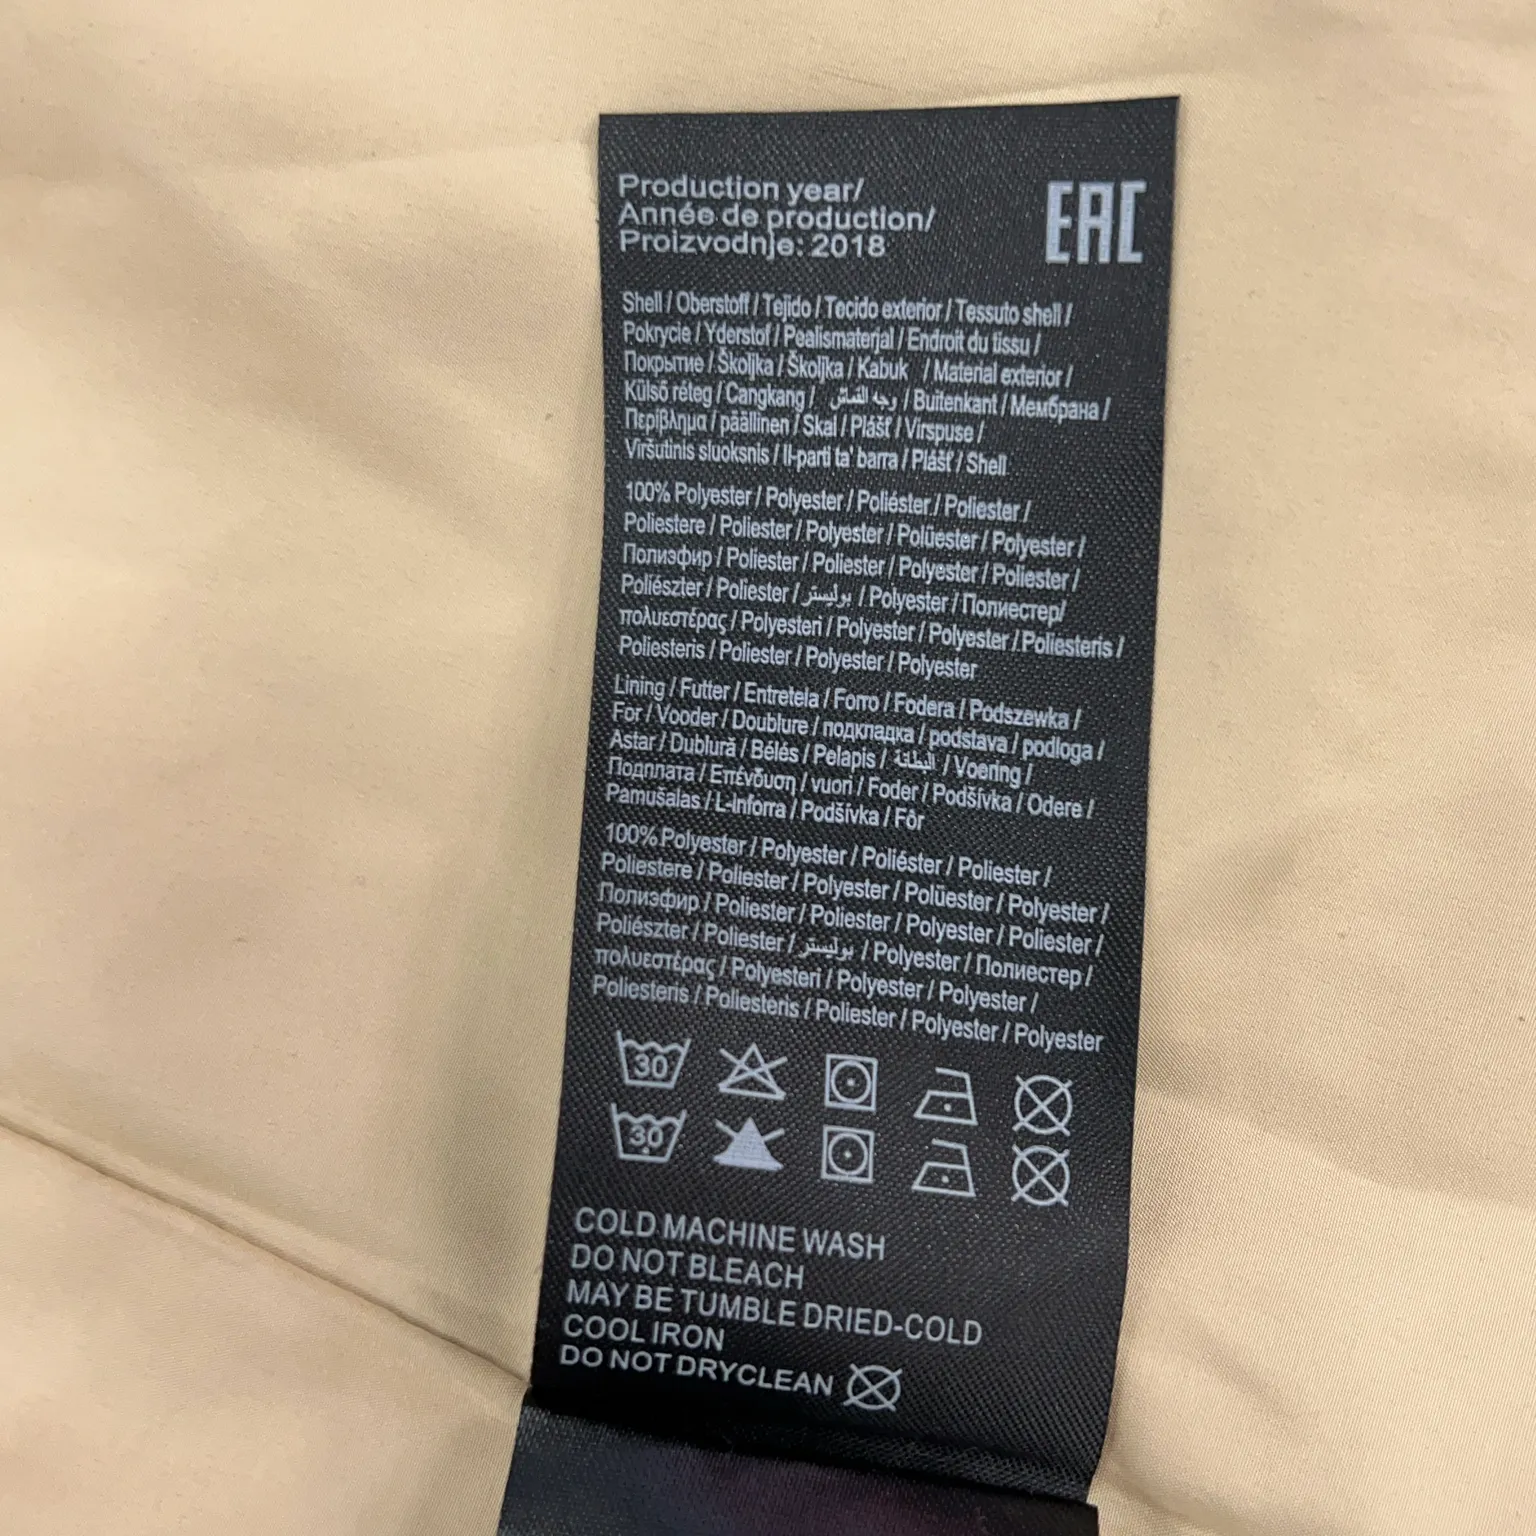 Production year/
Année de production/
Proizvodnje: 2018
EAC
Shell / Oberstoff / Tejido / Tecido exterior / Tessuto shell /
Pokrycie / Yderstof / Pealismaterjal / Endroit du tissu /
Покрытие / Školjka / Školjka / Kabuk / Material exterior /
Külső réteg / Cangkang / وجه القماش / Buitenkant / Мембрана /
Περίβλημα / päällinen / Skal / Plášť / Virspuse /
Viršutinis sluoksnis / Il-parti ta' barra / Plášť / Shell
100% Polyester / Polyester / Poliéster / Poliester /
Poliestere / Poliester / Polyester / Polüester / Polyester /
Полиэфир / Poliester / Poliester / Polyester / Poliester /
Poliészter / Poliester / بوليستر / Polyester / Полиестер/
πολυεστέρας / Polyesteri / Polyester / Polyester / Poliesteris /
Poliesteris / Poliester / Polyester / Polyester
Lining / Futter / Entretela / Forro / Fodera / Podszewka /
For / Vooder / Doublure / подкладка / podstava / podloga /
Astar / Dublură / Bélés / Pelapis / البطانة / Voering /
Подплата / Επένδυση / vuori / Foder / Podšívka / Odere /
Pamušalas / L-inforra / Podšívka / Fôr
100% Polyester / Polyester / Poliéster / Poliester /
Poliestere / Poliester / Polyester / Polüester / Polyester /
Полиэфир / Poliester / Poliester / Polyester / Poliester /
Poliészter / Poliester / بوليستر / Polyester / Полиестер /
πολυεστέρας / Polyesteri / Polyester / Polyester /
Poliesteris / Poliesteris / Poliester / Polyester / Polyester
30
30
COLD MACHINE WASH
DO NOT BLEACH
MAY BE TUMBLE DRIED-COLD
COOL IRON
DO NOT DRYCLEAN